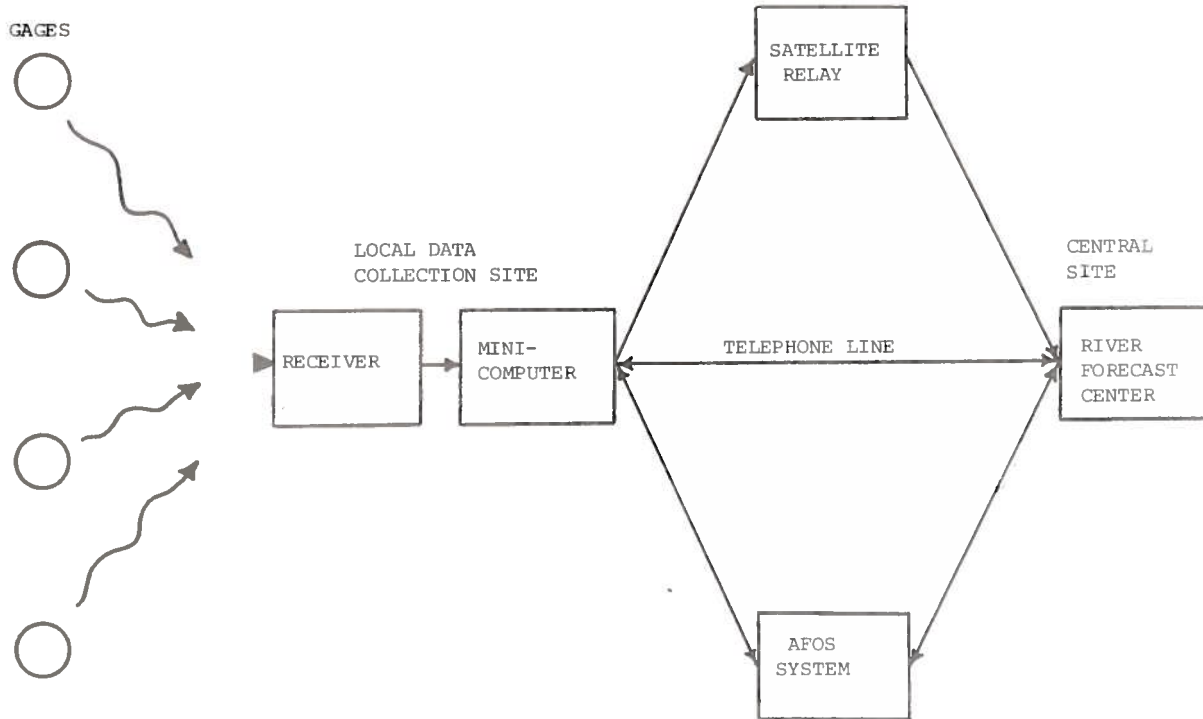 GAGES
SATELLITE
RELAY
LOCAL DATA
COLLECTION SITE
CENTRAL
SITE
RECEIVER
MINI-
COMPUTER
TELEPHONE LINE
RIVER
FORECAST
CENTER
AFOS
SYSTEM